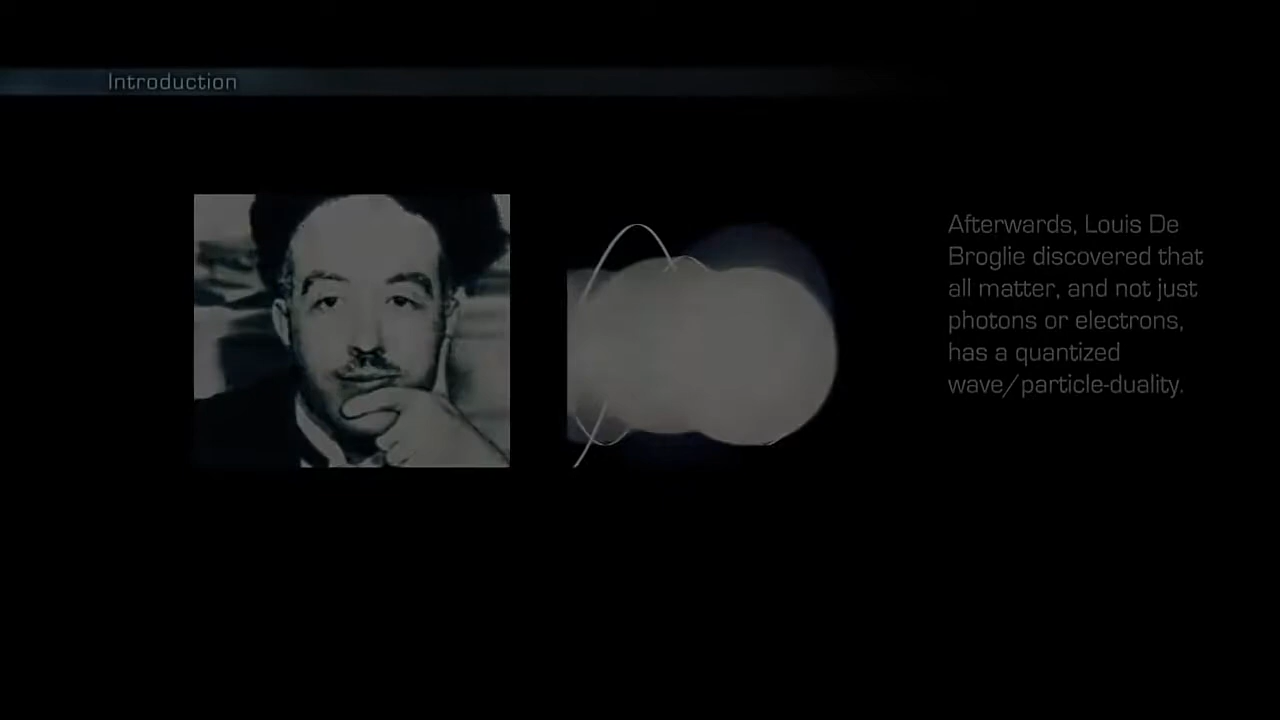 Introduction
Afterwards, Louis De
Broglie discovered that
all matter, and not just
photons or electrons,
has a quantized
wave/particle-duality.